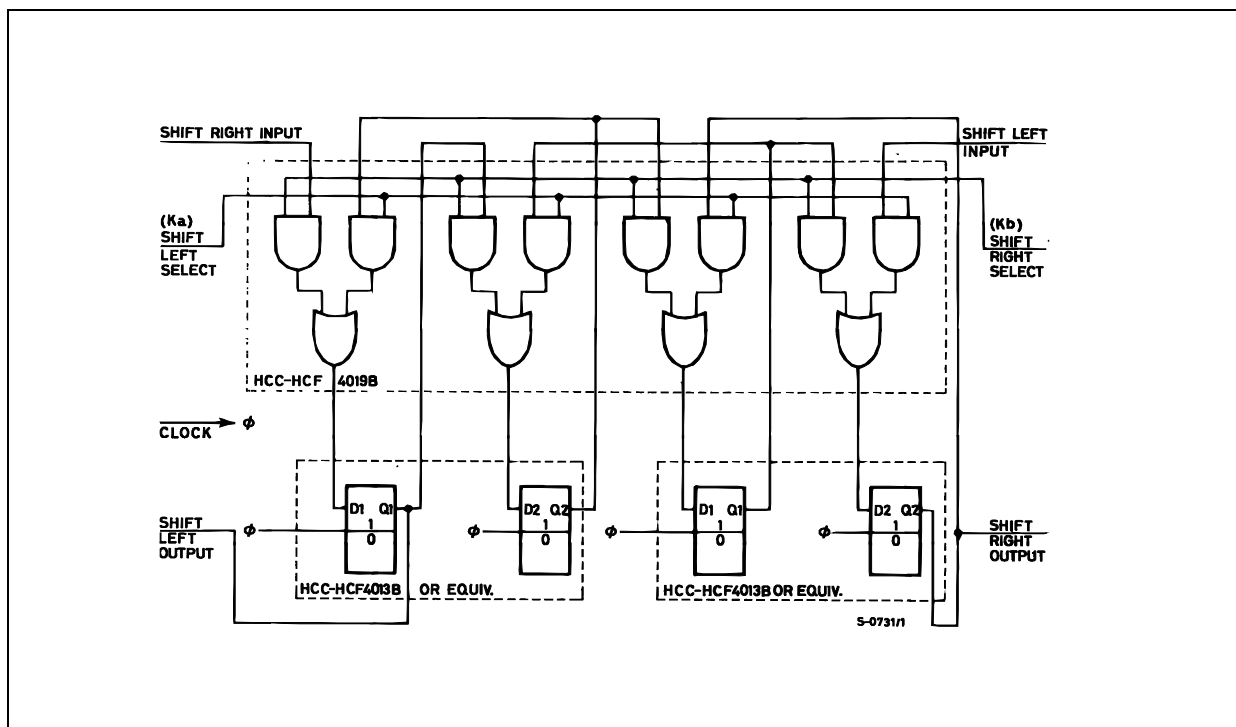 SHIFT RIGHT INPUT
SHIFT LEFT
INPUT
(Ka)
SHIFT
LEFT
SELECT
(Kb)
SHIFT
RIGHT
SELECT
HCC-HCF 4019B
CLOCK ϕ
SHIFT
LEFT
OUTPUT
ϕ D1 Q1 1 0
ϕ D2 Q2 1 0
ϕ D1 Q1 1 0
ϕ D2 Q2 1 0
SHIFT
RIGHT
OUTPUT
HCC-HCF4013B OR EQUIV.
HCC-HCF4013B OR EQUIV.
S-0731/1